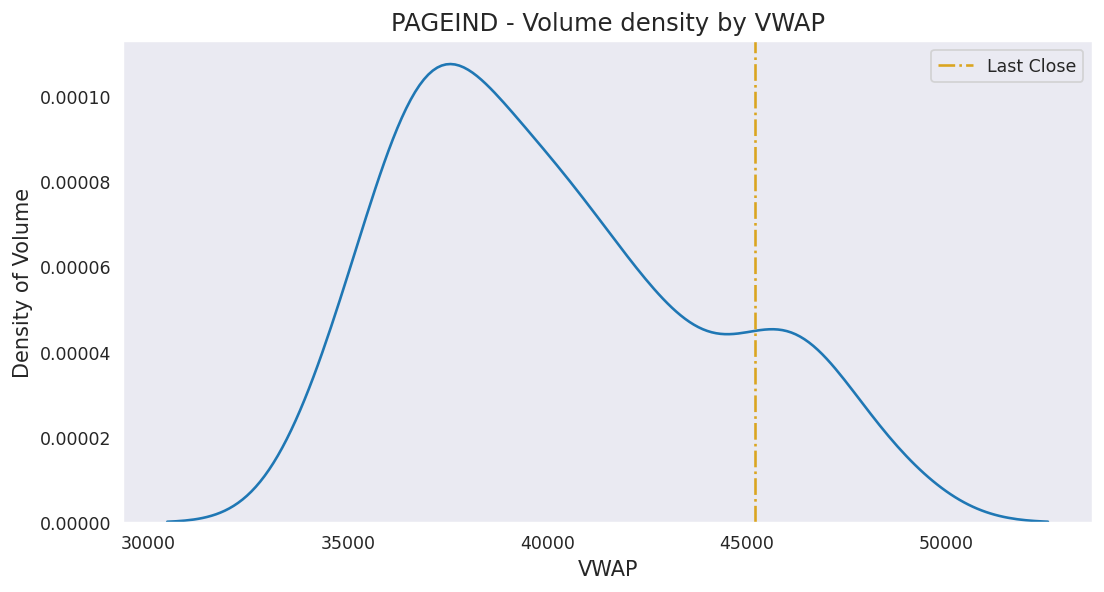 PAGEIND - Volume density by VWAP
Last Close
Density of Volume
0.00010
0.00008
0.00006
0.00004
0.00002
0.00000
30000
35000
40000
45000
50000
VWAP